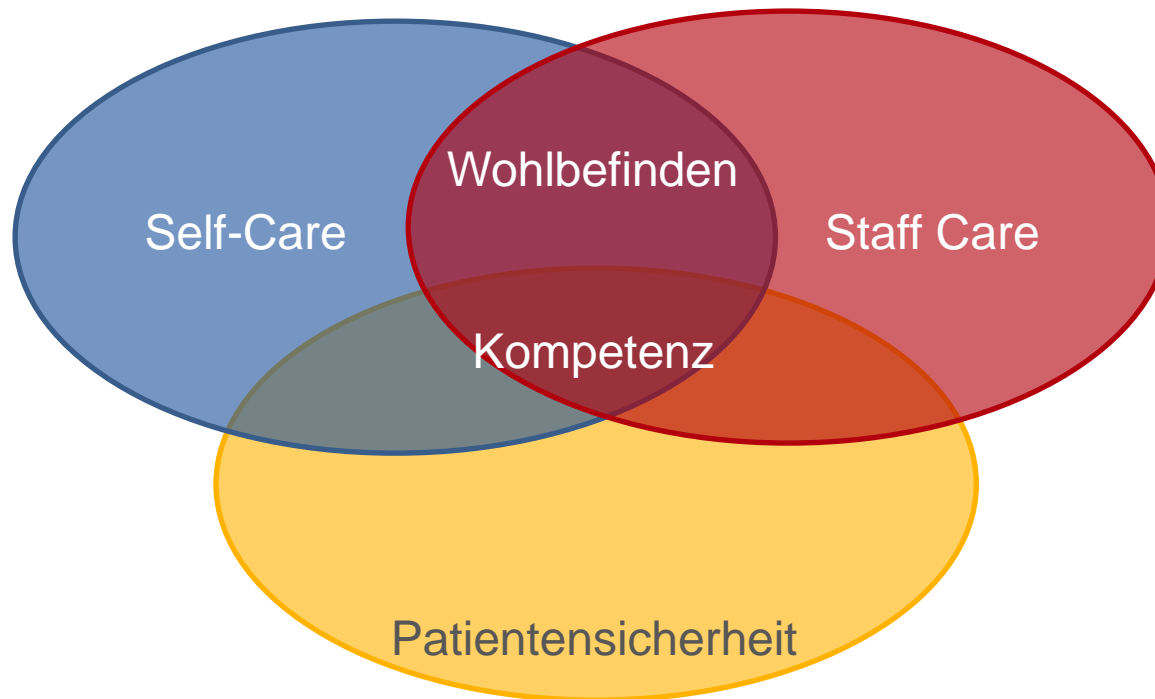 Wohlbefinden
Self-Care
Staff Care
Kompetenz
Patientensicherheit